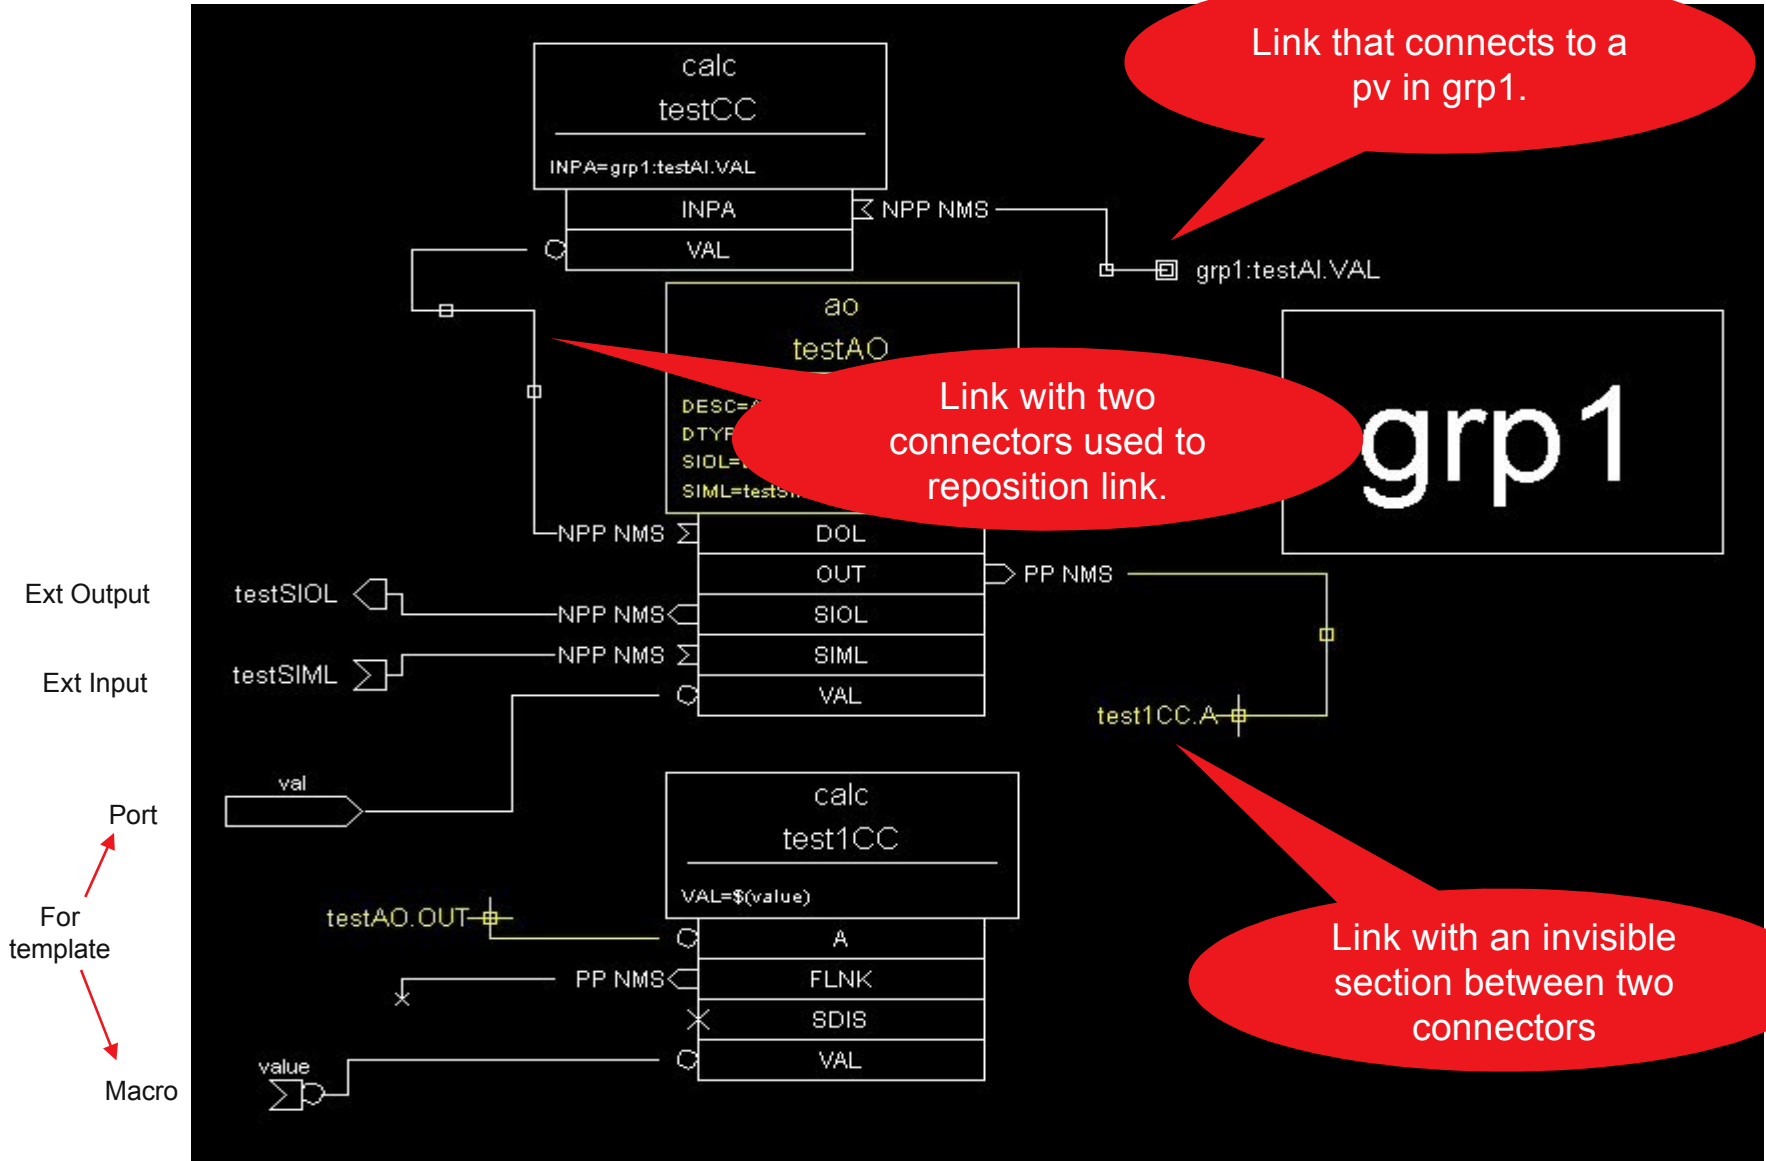 Link that connects to a
pv in grp1.
calc
testCC
INPA=grp1:testAI.VAL
INPA
NPP NMS
VAL
grp1:testAI.VAL
ao
testAO
grp1
Link with two
connectors used to
reposition link.
NPP NMS
DOL
OUT
PP NMS
Ext Output
testSIOL
NPP NMS
SIOL
Ext Input
testSIML
NPP NMS
SIML
VAL
test1CC.A
val
Port
calc
test1CC
VAL=$(value)
For
template
testAO.OUT
A
PP NMS
FLNK
SDIS
Link with an invisible
section between two
connectors
value
VAL
Macro